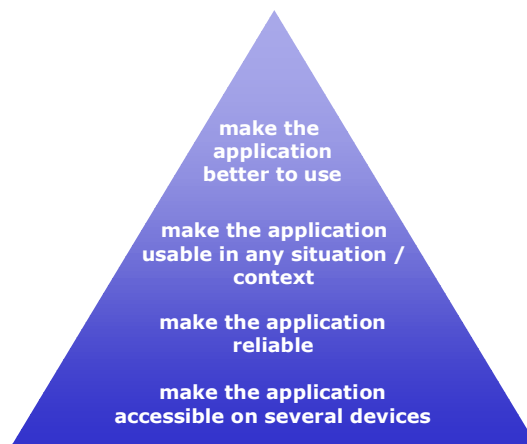 make the
application
better to use
make the application
usable in any situation /
context
make the application
reliable
make the application
accessible on several devices